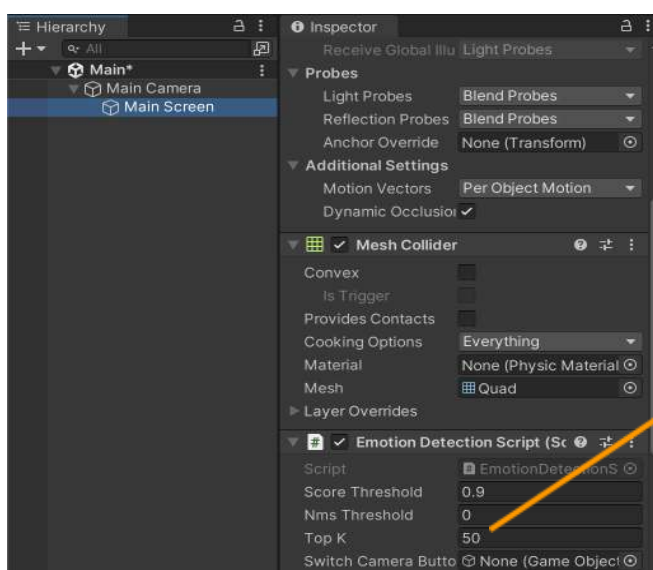 Hierarchy
All
Main*
Main Camera
Main Screen
Inspector
Receive Global Illu Light Probes
Probes
Light Probes Blend Probes
Reflection Probes Blend Probes
Anchor Override None (Transform)
Additional Settings
Motion Vectors Per Object Motion
Dynamic Occlusion
Mesh Collider
Convex
Is Trigger
Provides Contacts
Cooking Options Everything
Material None (Physic Material
Mesh Quad
Layer Overrides
# Emotion Detection Script (Sc
Script # EmotionDetectionS
Score Threshold 0.9
Nms Threshold 0
Top K 50
Switch Camera Butto None (Game Object